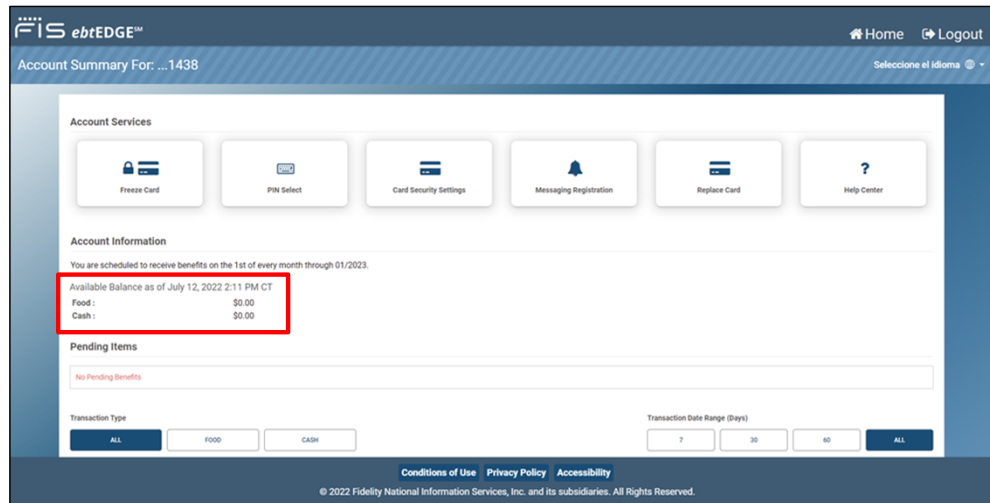 FIS ebtEDGE℠
Home Logout
Account Summary For: ...1438
Seleccione el idioma
Account Services
Freeze Card
PIN Select
Card Security Settings
Messaging Registration
Replace Card
? Help Center
Account Information
You are scheduled to receive benefits on the 1st of every month through 01/2023.
Available Balance as of July 12, 2022 2:11 PM CT
Food : $0.00
Cash : $0.00
Pending Items
No Pending Benefits
Transaction Type
Transaction Date Range (Days)
ALL FOOD CASH
7 30 60 ALL
Conditions of Use Privacy Policy Accessibility
© 2022 Fidelity National Information Services, Inc. and its subsidiaries. All Rights Reserved.